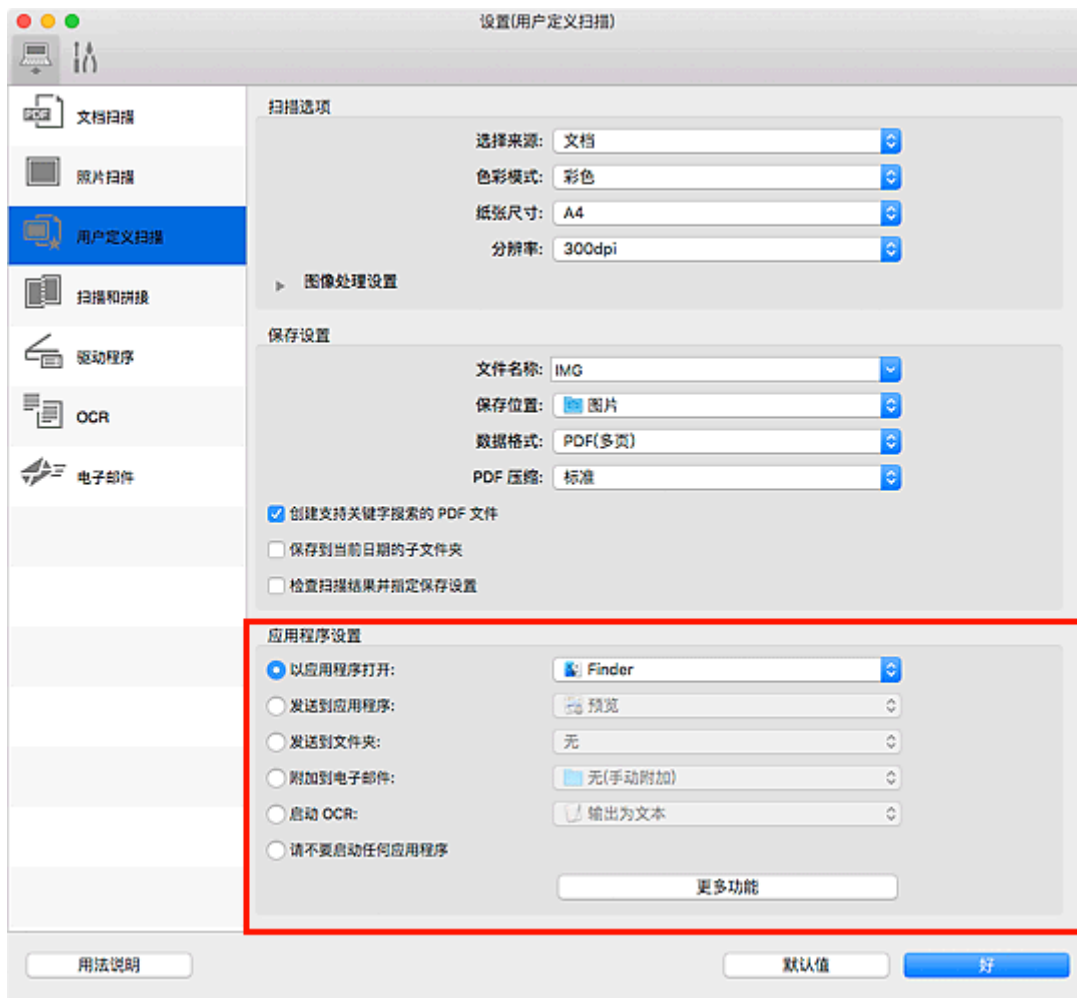 设置(用户定义扫描)
文档扫描
照片扫描
用户定义扫描
扫描和拼接
驱动程序
OCR
电子邮件
扫描选项
选择来源: 文档
色彩模式: 彩色
纸张尺寸: A4
分辨率: 300dpi
图像处理设置
保存设置
文件名称: IMG
保存位置: 图片
数据格式: PDF(多页)
PDF 压缩: 标准
创建支持关键字搜索的 PDF 文件
保存到当前日期的子文件夹
检查扫描结果并指定保存设置
应用程序设置
以应用程序打开: Finder
发送到应用程序: 预览
发送到文件夹: 无
附加到电子邮件: 无(手动附加)
启动 OCR: 输出为文本
请不要启动任何应用程序
更多功能
用法说明
默认值
好